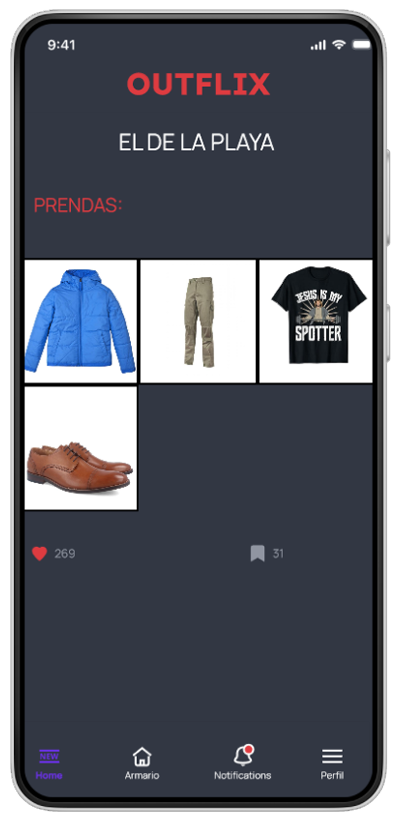 9:41
OUTFLIX
EL DE LA PLAYA
PRENDAS:
JESUS IS MY
SPOTTER
269
31
NEW
Home
Armario
Notifications
Perfil